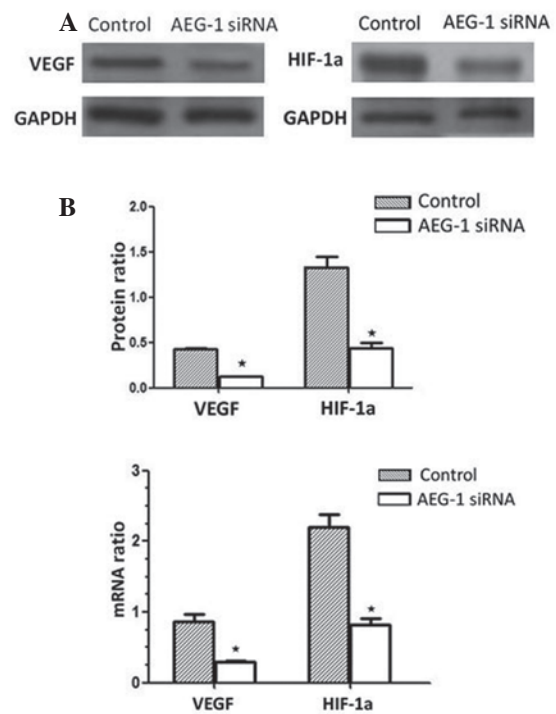 A Control AEG-1 siRNA Control AEG-1 siRNA
VEGF HIF-1a
GAPDH GAPDH
B
Control
AEG-1 siRNA
2.0
1.5
1.0
0.5
0.0
Protein ratio
★ ★
VEGF HIF-1a
Control
AEG-1 siRNA
3
2
1
0
mRNA ratio
★ ★
VEGF HIF-1a